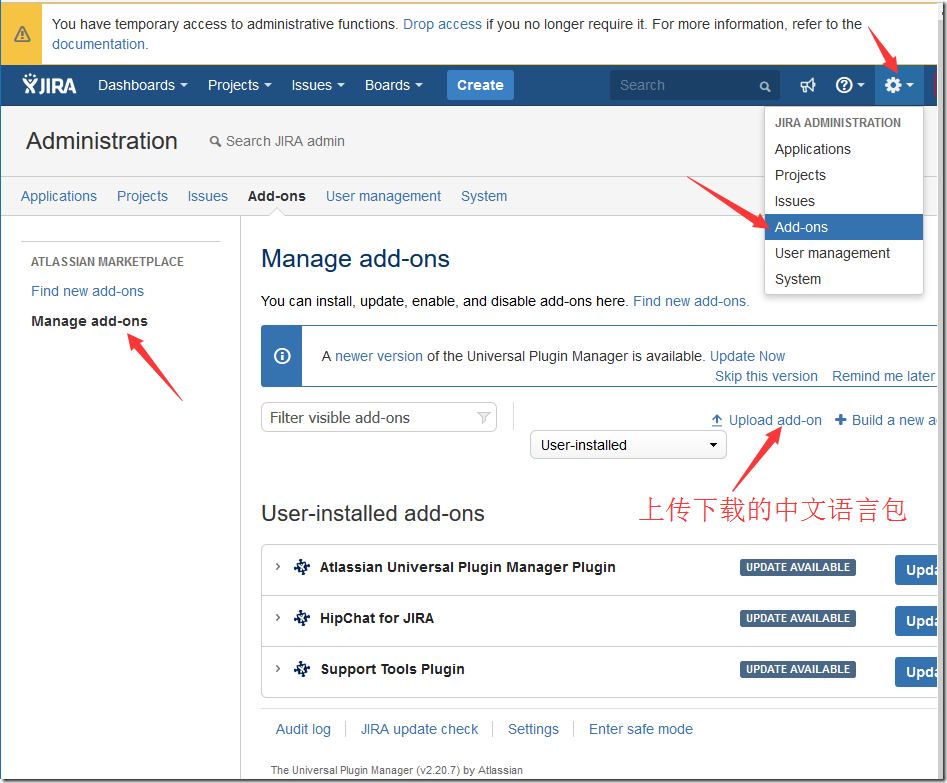 You have temporary access to administrative functions. Drop access if you no longer require it. For more information, refer to the
documentation.
JIRA Dashboards Projects Issues Boards Create Search
Administration Search JIRA admin
JIRA ADMINISTRATION
Applications
Projects
Issues
Add-ons
User management
System
Applications Projects Issues Add-ons User management System
ATLASSIAN MARKETPLACE
Find new add-ons
Manage add-ons
Manage add-ons
You can install, update, enable, and disable add-ons here. Find new add-ons.
A newer version of the Universal Plugin Manager is available. Update Now
Skip this version Remind me later
Filter visible add-ons
Upload add-on Build a new a
User-installed
上传下载的中文语言包
User-installed add-ons
Atlassian Universal Plugin Manager Plugin UPDATE AVAILABLE Upda
HipChat for JIRA UPDATE AVAILABLE Upda
Support Tools Plugin UPDATE AVAILABLE Upda
Audit log JIRA update check Settings Enter safe mode
The Universal Plugin Manager (v2.20.7) by Atlassian